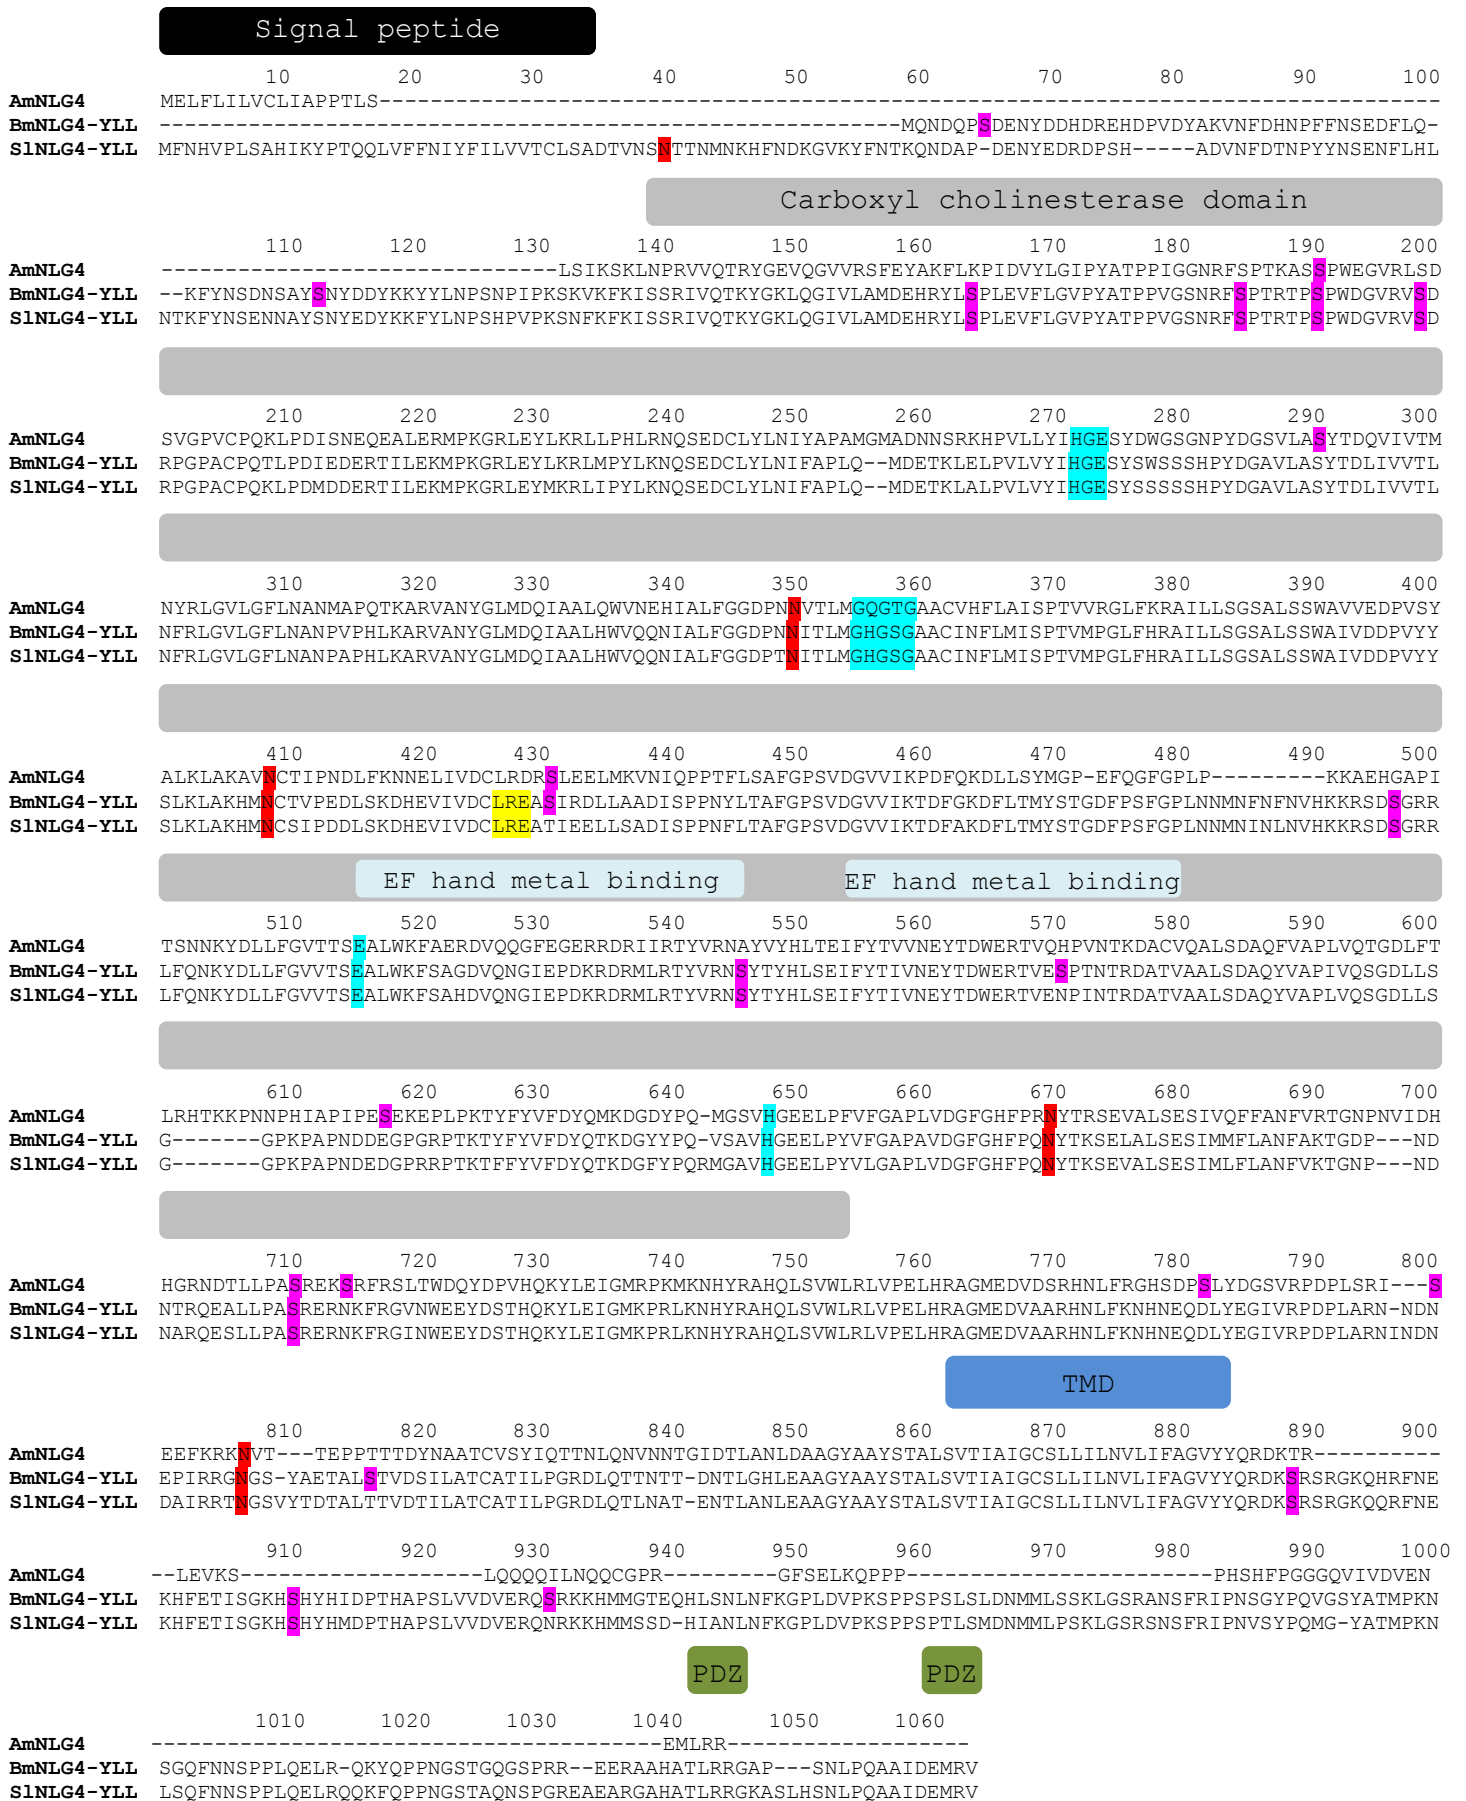 Signal peptide
10 20 30 40 50 60 70 80 90 100
AmNLG4 MELFLILVCLIAPPTLS-----------------------------------------------------------------------------------
BmNLG4-YLL ----------------------------------------------------------MQNDQPSDENYDDHDREHDPVDYAKVNFDHNPFFNSEDFLQ-
SlNLG4-YLL MFNHVPLSAHIKYPTQQLVFFNIYFILVVTCLSADTVNSNTTNMNKHFNDKGVKYFNTKQNDAP-DENYEDRDPSH-----ADVNFDTNPYYNSENFLHL
Carboxyl cholinesterase domain
110 120 130 140 150 160 170 180 190 200
AmNLG4 -------------------------------LSIKSKLNPRVVQTRYGEVQGVVRSFEYAKFLKPIDVYLGIPYATPPIGGNRFSPTKASSPWEGVRLSD
BmNLG4-YLL --KFYNSDNSAYSNYDDYKKYYLNPSNPIPKSKVKFKISSRIVQTKYGKLQGIVLAMDEHRYLSPLEVFLGVPYATPPVGSNRFSPTRTPSPWDGVRVSD
SlNLG4-YLL NTKFYNSENNAYSNYEDYKKFYLNPSHPVPKSNFKFKISSRIVQTKYGKLQGIVLAMDEHRYLSPLEVFLGVPYATPPVGSNRFSPTRTPSPWDGVRVSD
210 220 230 240 250 260 270 280 290 300
AmNLG4 SVGPVCPQKLPDISNEQEALERMPKGRLEYLKRLLPHLRNQSEDCLYLNIYAPAMGMADNNSRKHPVLLYIHGESYDWGSGNPYDGSVLASYTDQVIVTM
BmNLG4-YLL RPGPACPQTLPDIEDERTILEKMPKGRLEYLKRLMPYLKNQSEDCLYLNIFAPLQ--MDETKLELPVLVYIHGESYSWSSSHPYDGAVLASYTDLIVVTL
SlNLG4-YLL RPGPACPQKLPDMDDERTILEKMPKGRLEYMKRLIPYLKNQSEDCLYLNIFAPLQ--MDETKLALPVLVYIHGESYSSSSSHPYDGAVLASYTDLIVVTL
310 320 330 340 350 360 370 380 390 400
AmNLG4 NYRLGVLGFLNANMAPQTKARVANYGLMDQIAALQWVNEHIALFGGDPNNVTLMGQGTGAACVHFLAISPTVVRGLFKRAILLSGSALSSWAVVEDPVSY
BmNLG4-YLL NFRLGVLGFLNANPVPHLKARVANYGLMDQIAALHWVQQNIALFGGDPNNITLMGHGSGAACINFLMISPTVMPGLFHRAILLSGSALSSWAIVDDPVYY
SlNLG4-YLL NFRLGVLGFLNANPAPHLKARVANYGLMDQIAALHWVQQNIALFGGDPTNITLMGHGSGAACINFLMISPTVMPGLFHRAILLSGSALSSWAIVDDPVYY
410 420 430 440 450 460 470 480 490 500
AmNLG4 ALKLAKAVNCTIPNDLFKNNELIVDCLRDRSLEELMKVNIQPPTFLSAFGPSVDGVVIKPDFQKDLLSYMGP-EFQGFGPLP---------KKAEHGAPI
BmNLG4-YLL SLKLAKHMNCTVPEDLSKDHEVIVDCLREASIRDLLAADISPPNYLTAFGPSVDGVVIKTDFGKDFLTMYSTGDFPSFGPLNNMNFNFNVHKKRSDSGRR
SlNLG4-YLL SLKLAKHMNCSIPDDLSKDHEVIVDCLREATIEELLSADISPPNFLTAFGPSVDGVVIKTDFAKDFLTMYSTGDFPSFGPLNNMNINLNVHKKRSDSGRR
EF hand metal binding EF hand metal binding
510 520 530 540 550 560 570 580 590 600
AmNLG4 TSNNKYDLLFGVTTSEALWKFAERDVQQGFEGERRDRIIRTYVRNAYVYHLTEIFYTVVNEYTDWERTVQHPVNTKDACVQALSDAQFVAPLVQTGDLFT
BmNLG4-YLL LFQNKYDLLFGVVTSEALWKFSAGDVQNGIEPDKRDRMLRTYVRNSYTYHLSEIFYTIVNEYTDWERTVESPTNTRDATVAALSDAQYVAPIVQSGDLLS
SlNLG4-YLL LFQNKYDLLFGVVTSEALWKFSAHDVQNGIEPDKRDRMLRTYVRNSYTYHLSEIFYTIVNEYTDWERTVENPINTRDATVAALSDAQYVAPLVQSGDLLS
610 620 630 640 650 660 670 680 690 700
AmNLG4 LRHTKKPNNPHIAPIPESEKEPLPKTYFYVFDYQMKDGDYPQ-MGSVHGEELPFVFGAPLVDGFGHFPRNYTRSEVALSESIVQFFANFVRTGNPNVIDH
BmNLG4-YLL G-------GPKPAPNDDEGPGRPTKTYFYVFDYQTKDGYYPQ-VSAVHGEELPYVFGAPAVDGFGHFPQNYTKSELALSESIMMFLANFAKTGDP---ND
SlNLG4-YLL G-------GPKPAPNDEDGPRRPTKTFFYVFDYQTKDGFYPQRMGAVHGEELPYVLGAPLVDGFGHFPQNYTKSEVALSESIMLFLANFVKTGNP---ND
710 720 730 740 750 760 770 780 790 800
AmNLG4 HGRNDTLLPASREKSRFRSLTWDQYDPVHQKYLEIGMRPKMKNHYRAHQLSVWLRLVPELHRAGMEDVDSRHNLFRGHSDPSLYDGSVRPDPLSRI---S
BmNLG4-YLL NTRQEALLPASRERNKFRGVNWEEYDSTHQKYLEIGMKPRLKNHYRAHQLSVWLRLVPELHRAGMEDVAARHNLFKNHNEQDLYEGIVRPDPLARN-NDN
SlNLG4-YLL NARQESLLPASRERNKFRGINWEEYDSTHQKYLEIGMKPRLKNHYRAHQLSVWLRLVPELHRAGMEDVAARHNLFKNHNEQDLYEGIVRPDPLARNINDN
TMD
810 820 830 840 850 860 870 880 890 900
AmNLG4 EEFKRKNVT---TEPPTTTDYNAATCVSYIQTTNLQNVNNTGIDTLANLDAAGYAAYSTALSVTIAIGCSLLILNVLIFAGVYYQRDKTR----------
BmNLG4-YLL EPIRRGNGS-YAETALSTVDSILATCATILPGRDLQTTNTT-DNTLGHLEAAGYAAYSTALSVTIAIGCSLLILNVLIFAGVYYQRDKSRSRGKQHRFNE
SlNLG4-YLL DAIRRTNGSVYTDTALTTVDTILATCATILPGRDLQTLNAT-ENTLANLEAAGYAAYSTALSVTIAIGCSLLILNVLIFAGVYYQRDKSRSRGKQQRFNE
910 920 930 940 950 960 970 980 990 1000
AmNLG4 --LEVKS-------------------LQQQQILNQQCGPR---------GFSELKQPPP------------------------PHSHFPGGGQVIVDVEN
BmNLG4-YLL KHFETISGKHSHYHIDPTHAPSLVVDVERQSRKKHMMGTEQHLSNLNFKGPLDVPKSPPSPSLSLDNMMLSSKLGSRANSFRIPNSGYPQVGSYATMPKN
SlNLG4-YLL KHFETISGKHSHYHMDPTHAPSLVVDVERQNRKKHMMSSD-HIANLNFKGPLDVPKSPPSPTLSMDNMMLPSKLGSRSNSFRIPNVSYPQMG-YATMPKN
PDZ PDZ
1010 1020 1030 1040 1050 1060
AmNLG4 ----------------------------------------EMLRR-------------------
BmNLG4-YLL SGQFNNSPPLQELR-QKYQPPNGSTGQGSPRR--EERAAHATLRRGAP---SNLPQAAIDEMRV
SlNLG4-YLL LSQFNNSPPLQELRQQKFQPPNGSTAQNSPGREAEARGAHATLRRGKASLHSNLPQAAIDEMRV